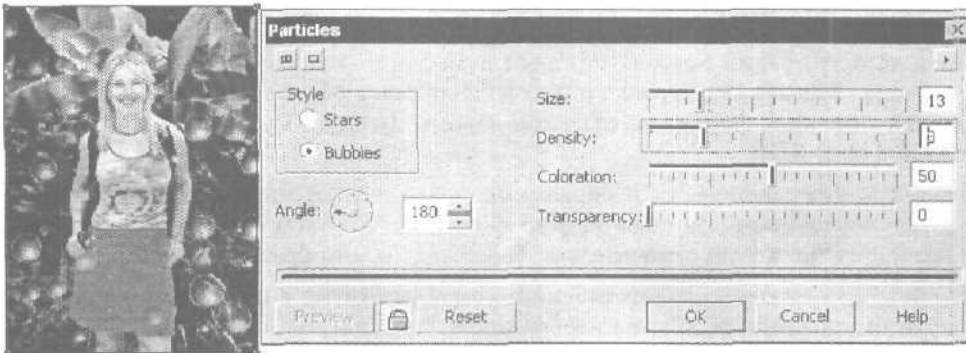 Particles
Style
Stars
Bubbles
Angle: 180
Size: 13
Density:
Coloration: 50
Transparency: 0
Preview Reset OK Cancel Help